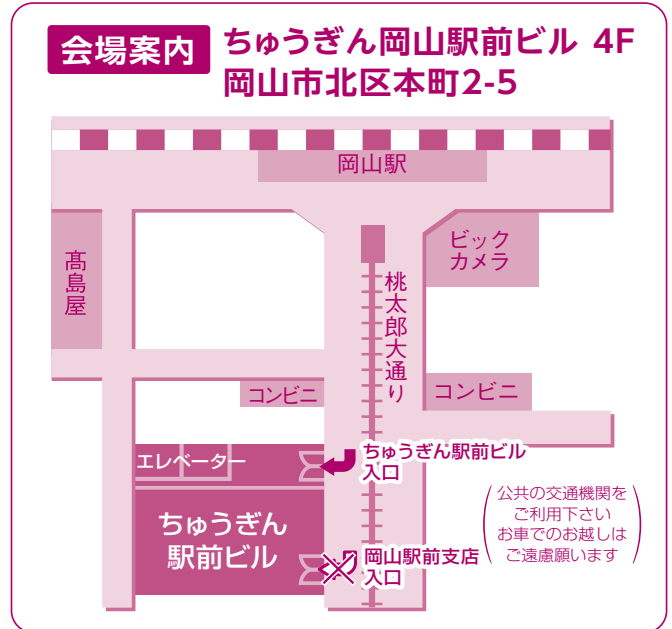 会場案内
ちゅうぎん岡山駅前ビル 4F
岡山市北区本町2-5
岡山駅
髙島屋
ビック
カメラ
桃太郎大通り
コンビニ
コンビニ
エレベーター
ちゅうぎん駅前ビル
入口
ちゅうぎん
駅前ビル
岡山駅前支店
入口
公共の交通機関を
ご利用下さい
お車でのお越しは
ご遠慮願います